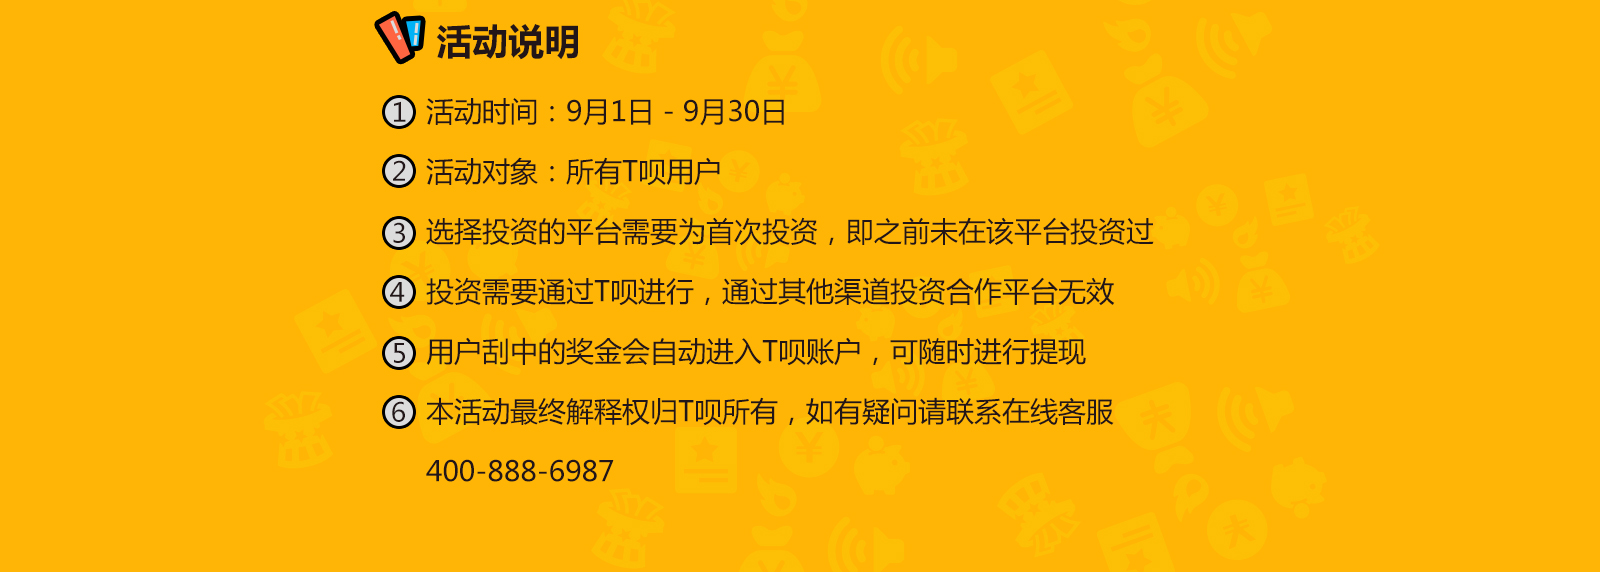 活动说明
① 活动时间：9月1日 - 9月30日
② 活动对象：所有T呗用户
③ 选择投资的平台需要为首次投资，即之前未在该平台投资过
④ 投资需要通过T呗进行，通过其他渠道投资合作平台无效
⑤ 用户刮中的奖金会自动进入T呗账户，可随时进行提现
⑥ 本活动最终解释权归T呗所有，如有疑问请联系在线客服
400-888-6987